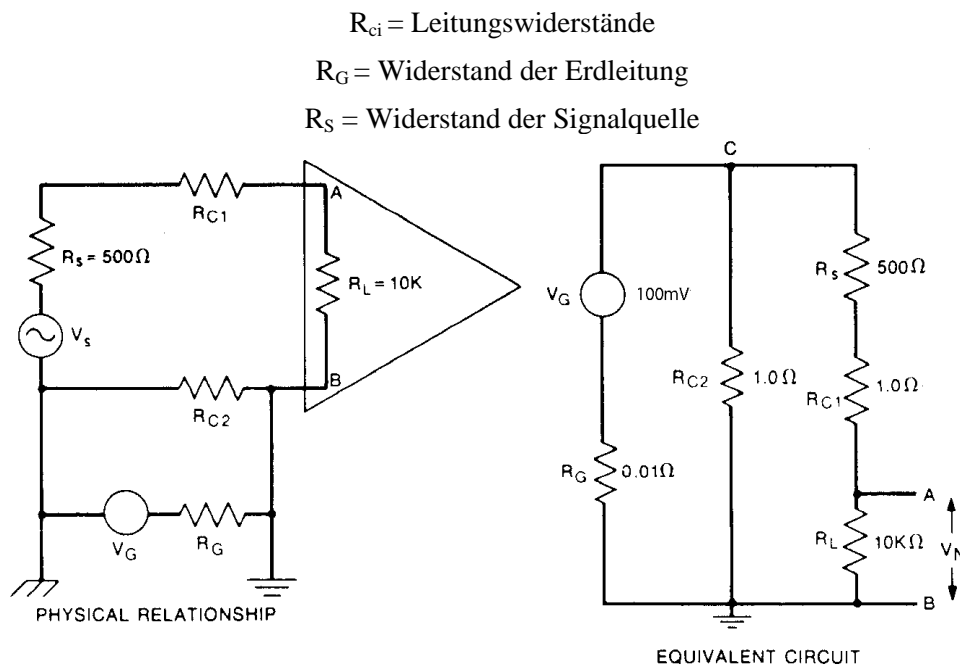 R_ci = Leitungswiderstände
R_G = Widerstand der Erdleitung
R_S = Widerstand der Signalquelle
R_C1
A
R_S = 500Ω
R_L = 10K
V_s
B
R_C2
V_G
R_G
PHYSICAL RELATIONSHIP
C
V_G 100mV
R_S 500Ω
R_C2 1.0Ω
R_C1 1.0Ω
R_G 0.01Ω
A
R_L 10KΩ
V_N
B
EQUIVALENT CIRCUIT